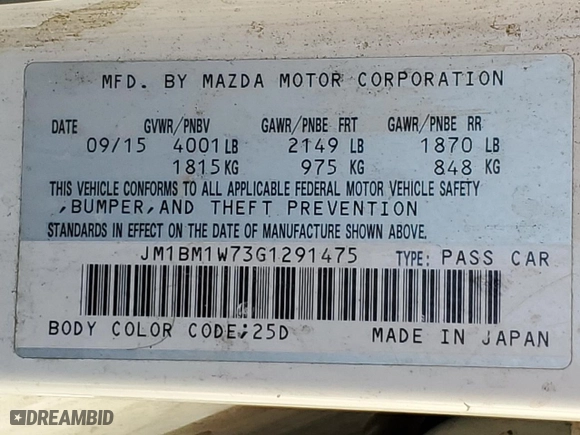 MFD. BY MAZDA MOTOR CORPORATION
DATE GVWR/PNBV GAWR/PNBE FRT GAWR/PNBE RR
09/15 4001 LB 2149 LB 1870 LB
1815 KG 975 KG 848 KG
THIS VEHICLE CONFORMS TO ALL APPLICABLE FEDERAL MOTOR VEHICLE SAFETY
,BUMPER,AND THEFT PREVENTION
STANDARDS IN EFFECT ON THE DATE OF MANUFACTURE SHOWN ABOVE.
JM1BM1W73G1291475 TYPE: PASS CAR
BODY COLOR CODE;25D MADE IN JAPAN
DREAMBID